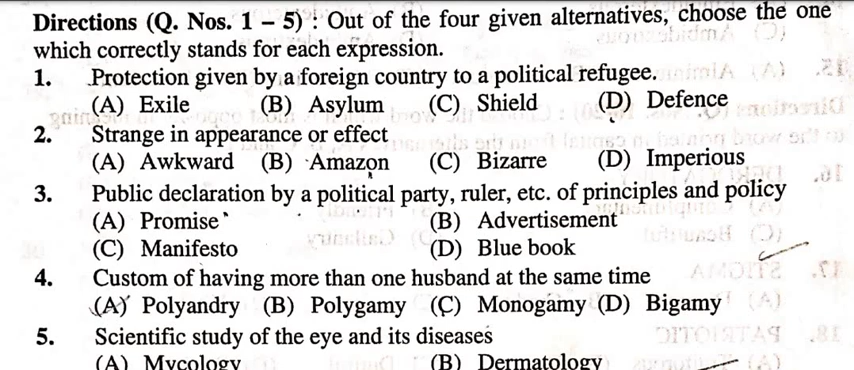 Directions (Q. Nos. 1 – 5) : Out of the four given alternatives, choose the one
which correctly stands for each expression.
1. Protection given by a foreign country to a political refugee.
(A) Exile (B) Asylum (C) Shield (D) Defence
2. Strange in appearance or effect
(A) Awkward (B) Amazon (C) Bizarre (D) Imperious
3. Public declaration by a political party, ruler, etc. of principles and policy
(A) Promise (B) Advertisement
(C) Manifesto (D) Blue book
4. Custom of having more than one husband at the same time
(A) Polyandry (B) Polygamy (C) Monogamy (D) Bigamy
5. Scientific study of the eye and its diseases
(A) Mycology (B) Dermatology